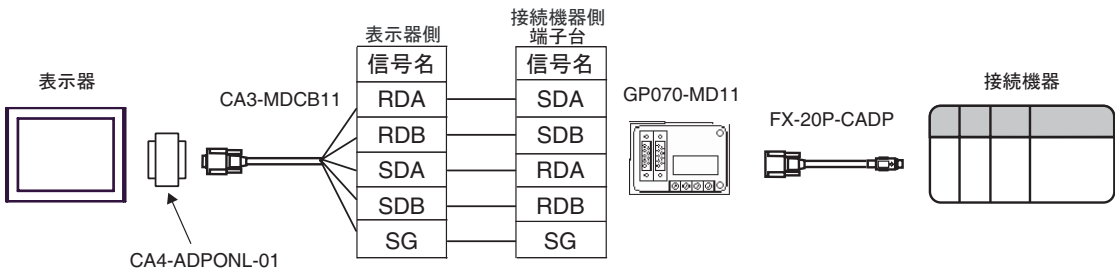 表示器
CA4-ADPONL-01
CA3-MDCB11
表示器側
信号名
RDA
RDB
SDA
SDB
SG
接続機器側
端子台
信号名
SDA
SDB
RDA
RDB
SG
GP070-MD11
FX-20P-CADP
接続機器